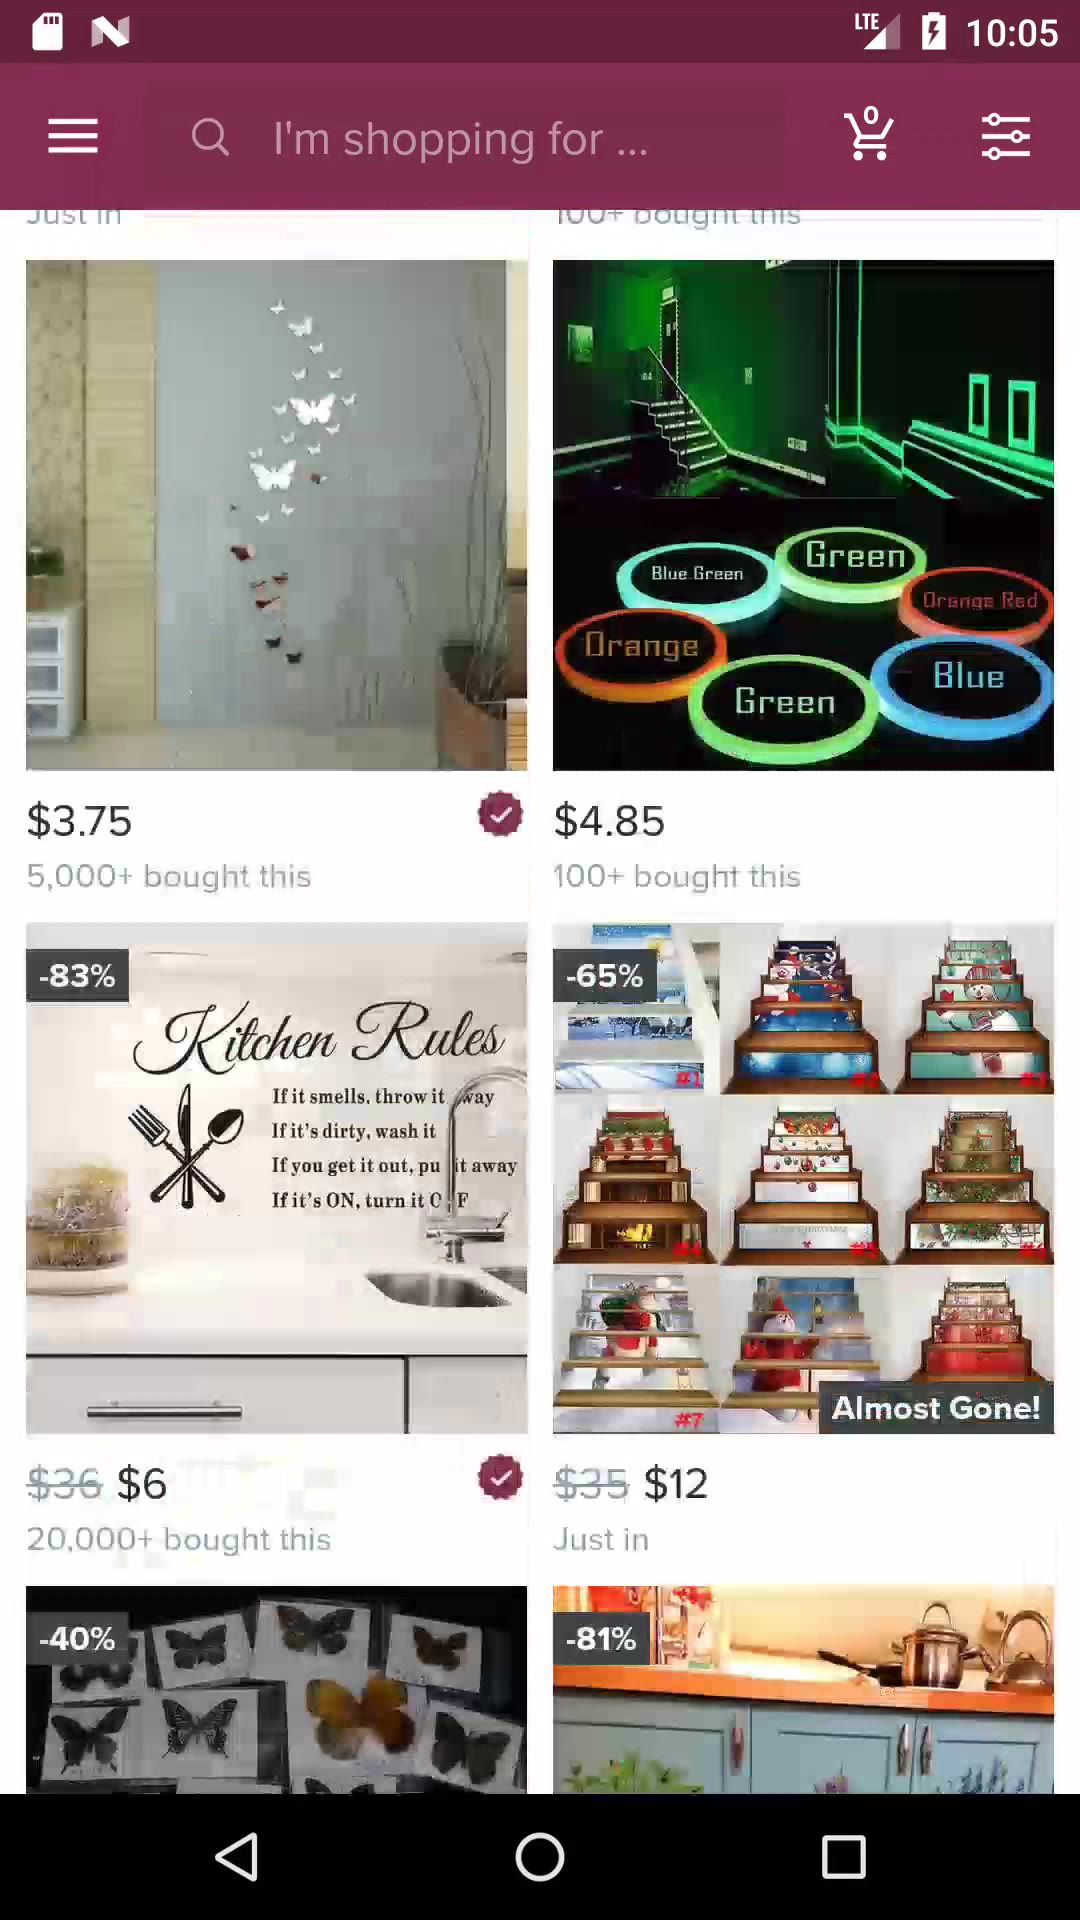 LTE 10:05
I'm shopping for ...
0
Just in
100+ bought this
Blue Green
Green
Orange Red
Orange
Blue
Green
$3.75
5,000+ bought this
$4.85
100+ bought this
-83%
Kitchen Rules
If it smells, throw it way
If it's dirty, wash it
If you get it out, pu it away
If it's ON, turn it O F
-65%
#1
#2
#3
#4
#5
#6
#7
Almost Gone!
$36 $6
20,000+ bought this
$35 $12
Just in
-40%
-81%